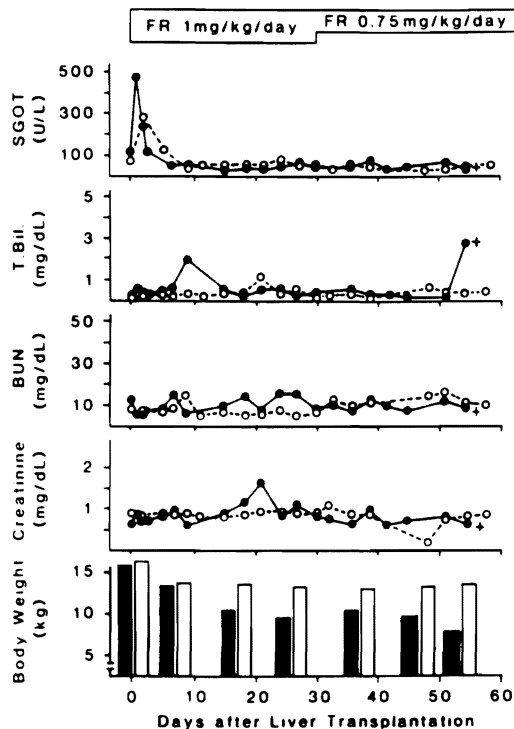 FR 1mg/kg/day
FR 0.75mg/kg/day
SGOT
(U/L)
500
300
100
+
T.Bil.
(mg/dL)
5
3
1
+
BUN
(mg/dL)
50
30
10
+
Creatinine
(mg/dL)
2
1
0
+
Body Weight
(kg)
15
10
5
0 10 20 30 40 50 60
Days after Liver Transplantation